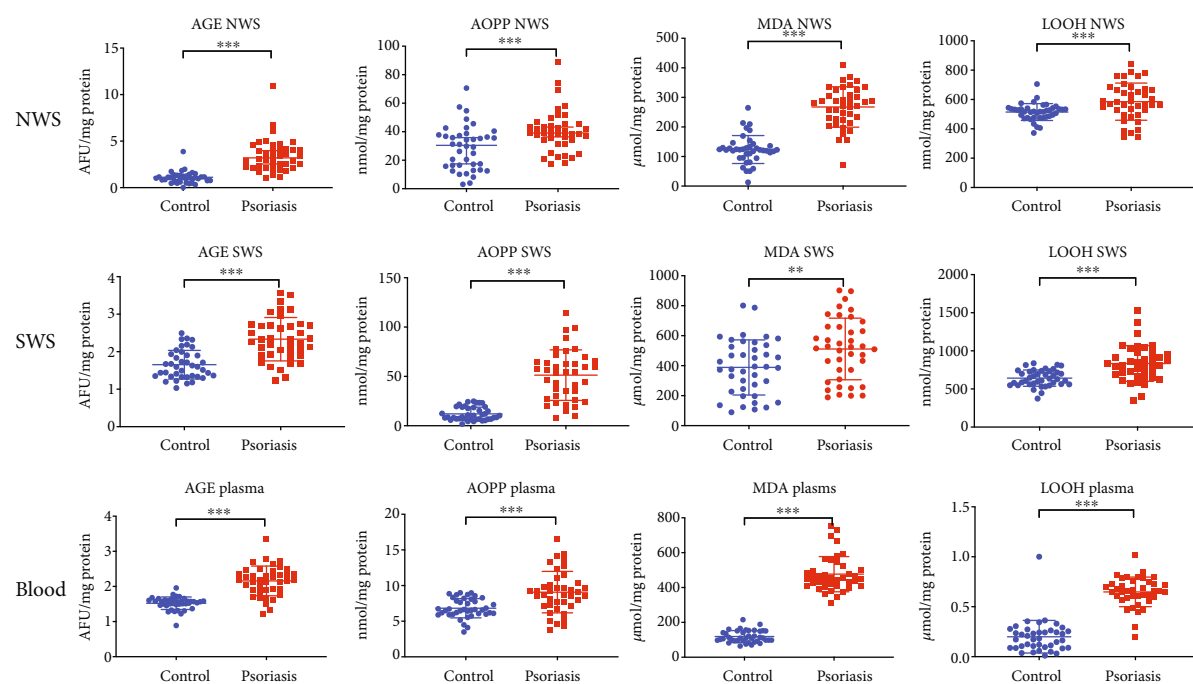 NWS
AGE NWS
***
AFU/mg protein
15
10
5
0
Control Psoriasis
AOPP NWS
***
nmol/mg protein
100
80
60
40
20
0
Control Psoriasis
MDA NWS
***
μmol/mg protein
500
400
300
200
100
0
Control Psoriasis
LOOH NWS
***
nmol/mg protein
1000
800
600
400
200
0
Control Psoriasis
SWS
AGE SWS
***
AFU/mg protein
4
3
2
1
0
Control Psoriasis
AOPP SWS
***
nmol/mg protein
150
100
50
0
Control Psoriasis
MDA SWS
**
μmol/mg protein
1000
800
600
400
200
0
Control Psoriasis
LOOH SWS
***
nmol/mg protein
2000
1500
1000
500
0
Control Psoriasis
Blood
AGE plasma
***
AFU/mg protein
4
3
2
1
0
Control Psoriasis
AOPP plasma
***
nmol/mg protein
20
15
10
5
0
Control Psoriasis
MDA plasms
***
μmol/mg protein
800
600
400
200
0
Control Psoriasis
LOOH plasma
***
μmol/mg protein
1.5
1.0
0.5
0.0
Control Psoriasis